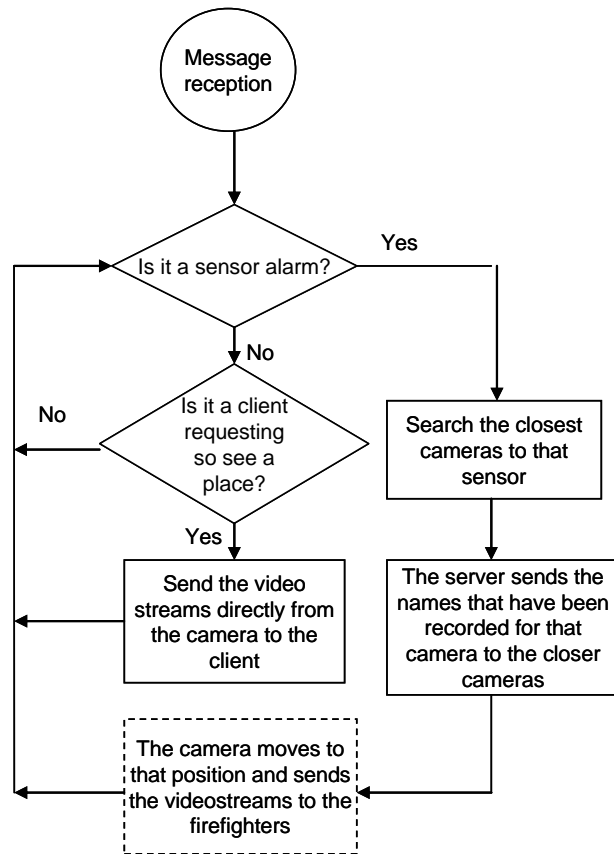 Message
reception
Is it a sensor alarm?
Yes
No
No
Is it a client
requesting
so see a
place?
Yes
Search the closest
cameras to that
sensor
Send the video
streams directly from
the camera to the
client
The server sends the
names that have been
recorded for that
camera to the closer
cameras
The camera moves to
that position and sends
the videostreams to the
firefighters